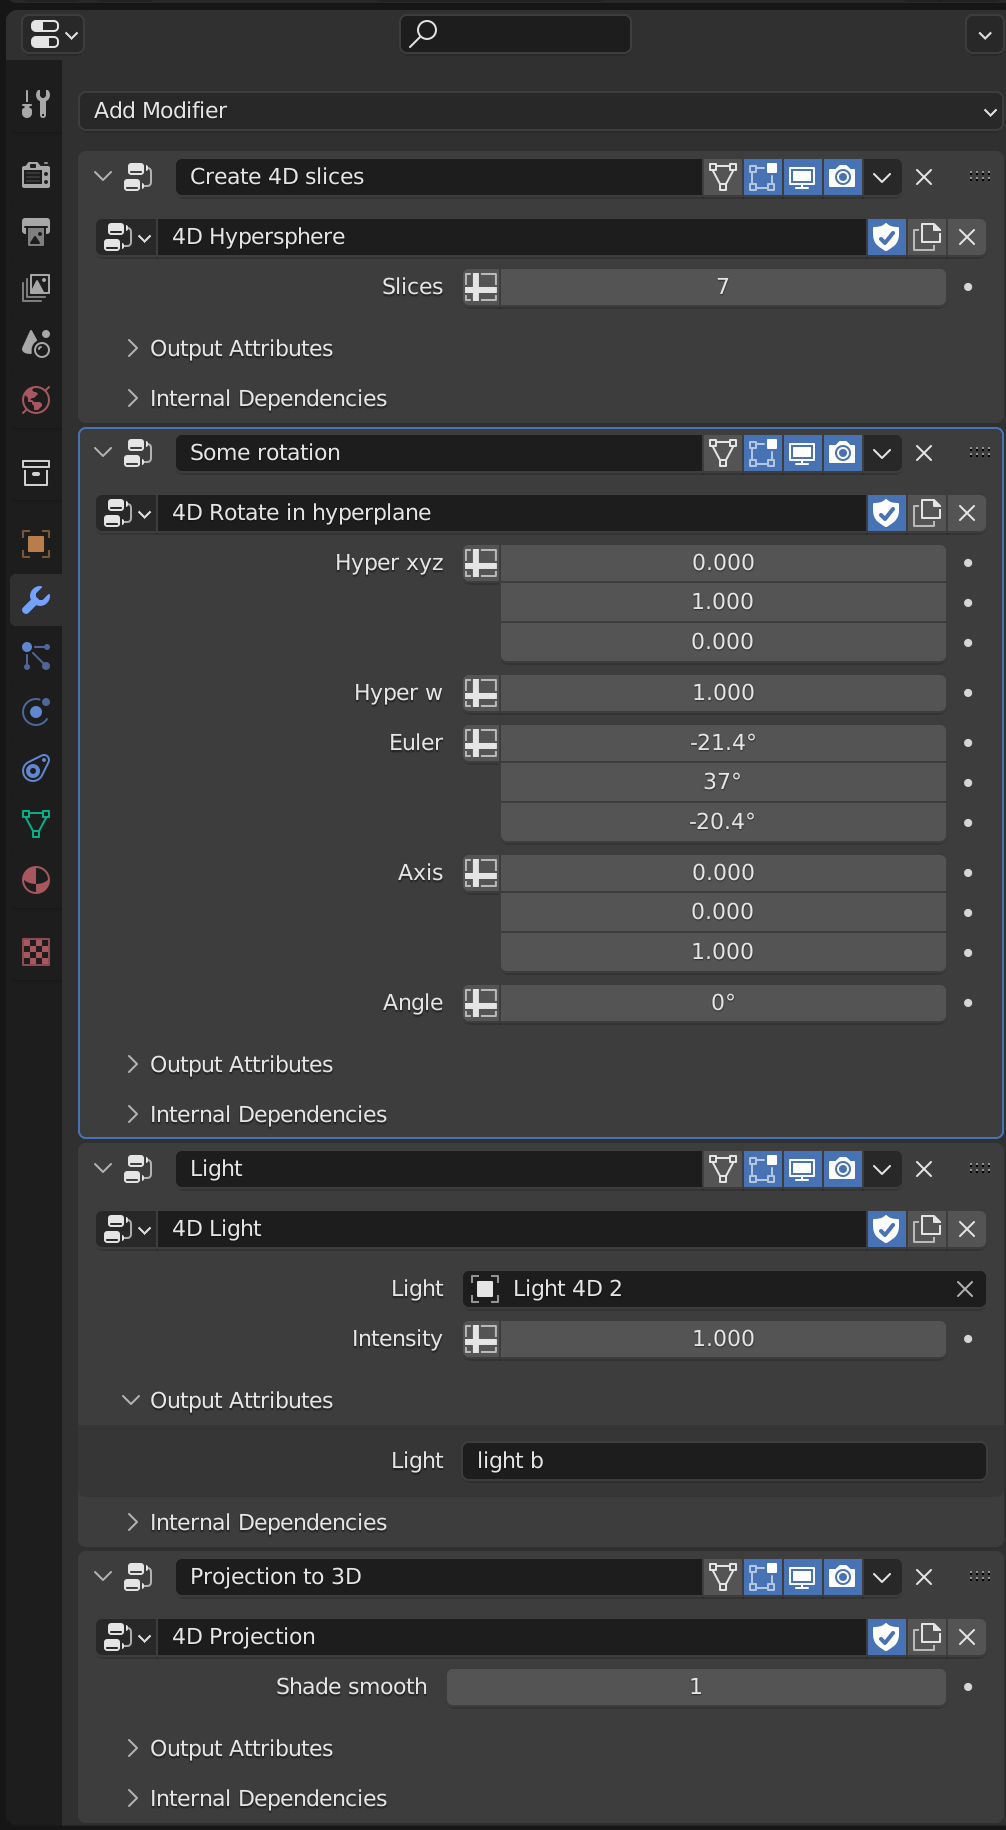 Add Modifier
Create 4D slices
4D Hypersphere
Slices 7
Output Attributes
Internal Dependencies
Some rotation
4D Rotate in hyperplane
Hyper xyz 0.000
1.000
0.000
Hyper w 1.000
Euler -21.4°
37°
-20.4°
Axis 0.000
0.000
1.000
Angle 0°
Output Attributes
Internal Dependencies
Light
4D Light
Light Light 4D 2
Intensity 1.000
Output Attributes
Light light b
Internal Dependencies
Projection to 3D
4D Projection
Shade smooth 1
Output Attributes
Internal Dependencies